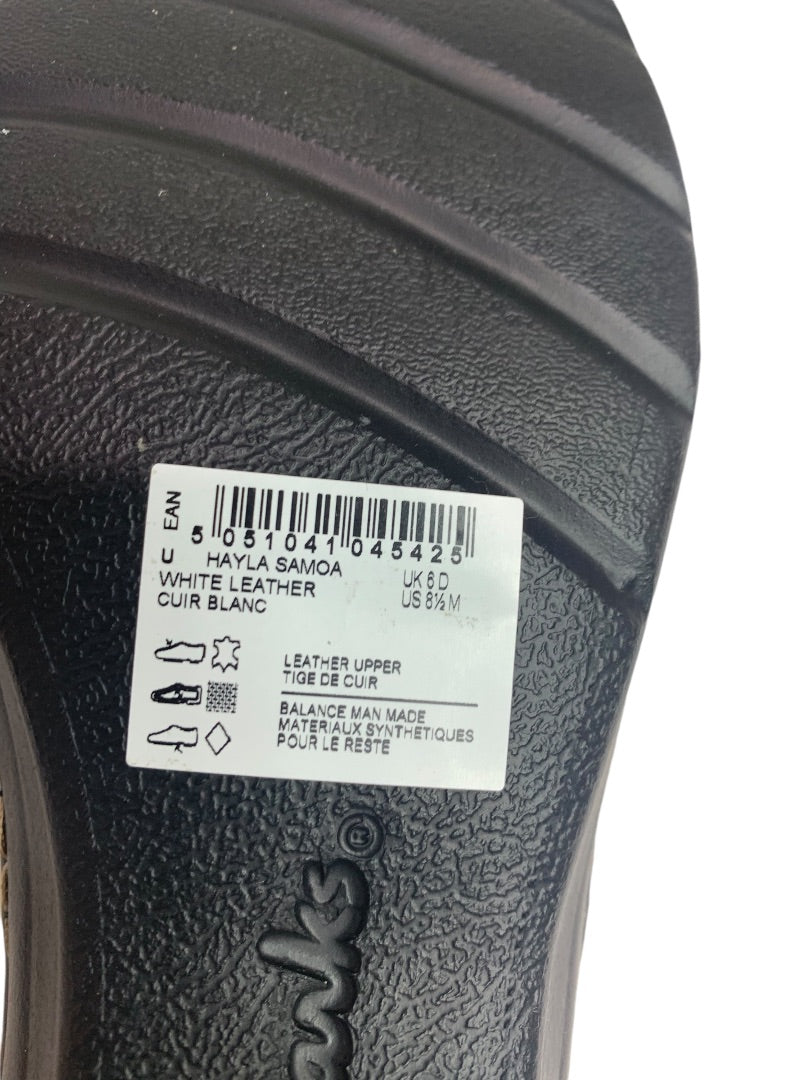 EAN
5 051041 045425
U HAYLA SAMOA UK 6 D
WHITE LEATHER US 8½ M
CUIR BLANC
LEATHER UPPER
TIGE DE CUIR
BALANCE MAN MADE
MATERIAUX SYNTHETIQUES
POUR LE RESTE
®